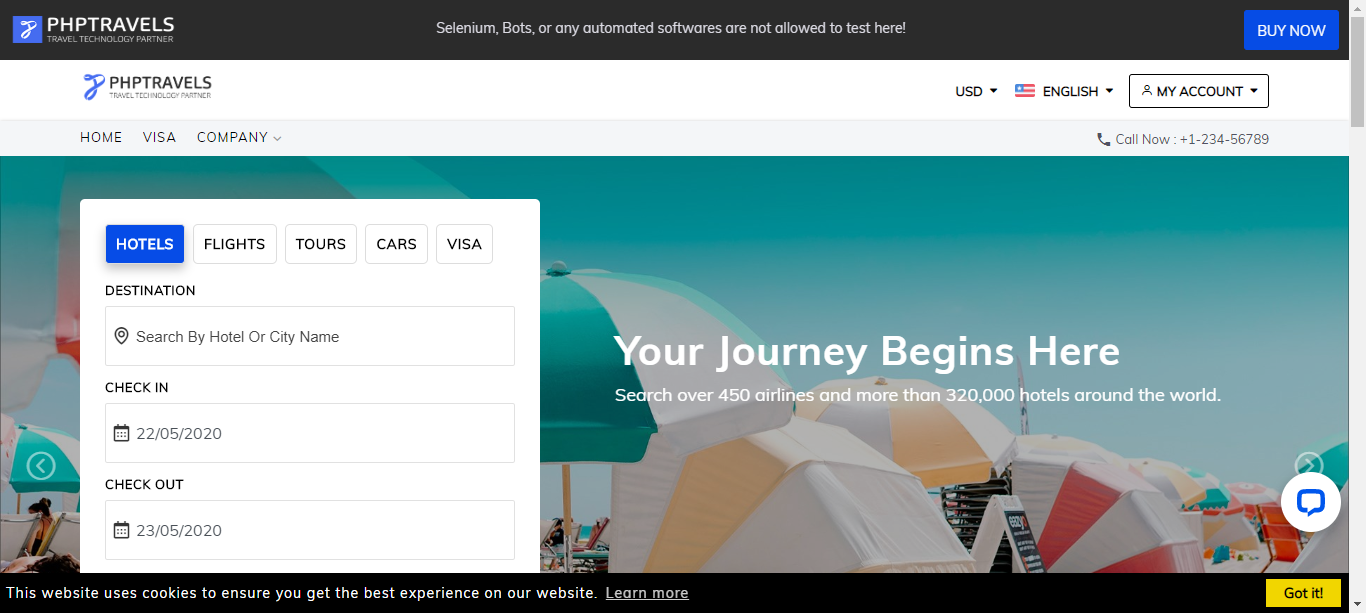 PHPTRAVELS
TRAVEL TECHNOLOGY PARTNER
Selenium, Bots, or any automated softwares are not allowed to test here!
BUY NOW
PHPTRAVELS
TRAVEL TECHNOLOGY PARTNER
USD
ENGLISH
MY ACCOUNT
HOME VISA COMPANY
Call Now : +1-234-56789
HOTELS FLIGHTS TOURS CARS VISA
DESTINATION
Search By Hotel Or City Name
CHECK IN
22/05/2020
CHECK OUT
23/05/2020
Your Journey Begins Here
Search over 450 airlines and more than 320,000 hotels around the world.
This website uses cookies to ensure you get the best experience on our website. Learn more
Got it!